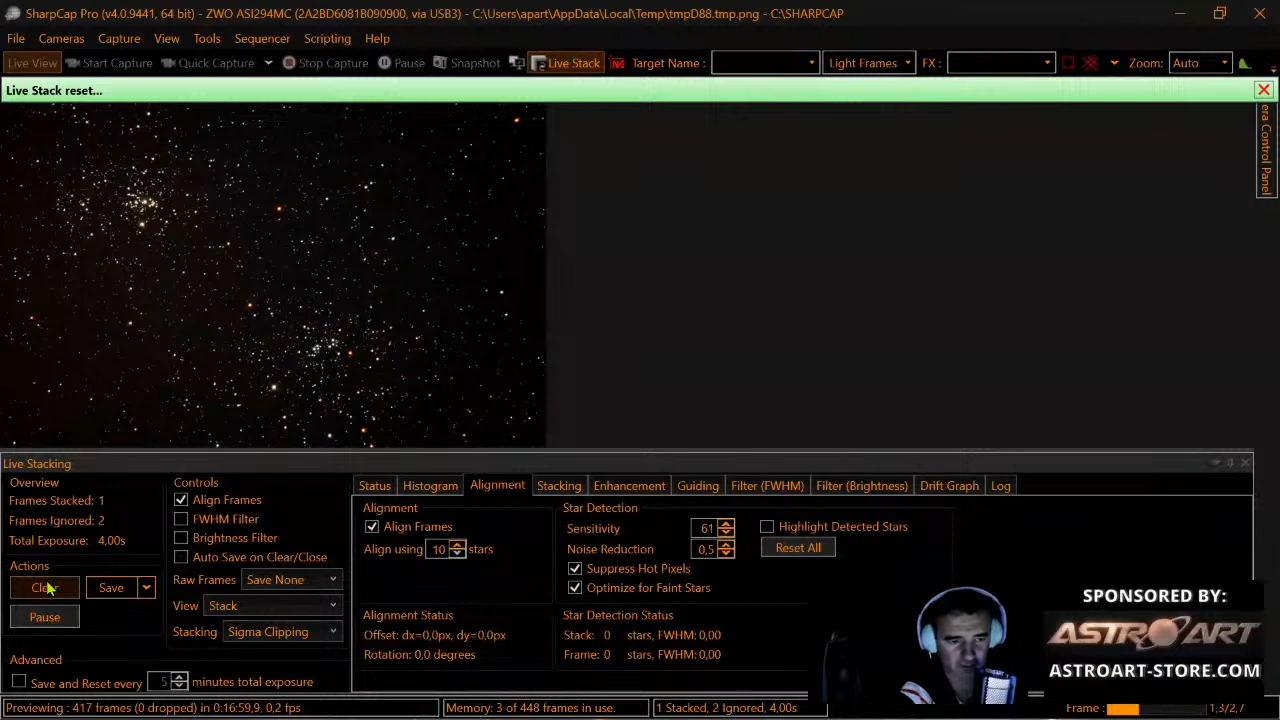 SharpCap Pro (v4.0.9441, 64 bit) - ZWO ASI294MC (2A2BD6081B090900, via USB3) - C:\Users\apart\AppData\Local\Temp\tmpD88.tmp.png - C:\SHARPCAP
File Cameras Capture View Tools Sequencer Scripting Help
Live View Start Capture Quick Capture Stop Capture Pause Snapshot Live Stack Target Name : Light Frames FX : Zoom: Auto
Live Stack reset...
era Control Panel
Live Stacking
Overview
Frames Stacked: 1
Frames Ignored: 2
Total Exposure: 4,00s
Actions
Save
Pause
Advanced
Save and Reset every 5 minutes total exposure
Controls
Align Frames
FWHM Filter
Brightness Filter
Auto Save on Clear/Close
Raw Frames Save None
View Stack
Stacking Sigma Clipping
Status Histogram Alignment Stacking Enhancement Guiding Filter (FWHM) Filter (Brightness) Drift Graph Log
Alignment
Align Frames
Align using 10 stars
Alignment Status
Offset: dx=0,0px, dy=0,0px
Rotation: 0,0 degrees
Star Detection
Sensitivity 61
Noise Reduction 0,5
Suppress Hot Pixels
Optimize for Faint Stars
Highlight Detected Stars
Reset All
Star Detection Status
Stack: 0 stars, FWHM: 0,00
Frame: 0 stars, FWHM: 0,00
SPONSORED BY:
ASTROART
ASTROART-STORE.COM
Previewing : 417 frames (0 dropped) in 0:16:59,9, 0,2 fps
Memory: 3 of 448 frames in use.
1 Stacked, 2 Ignored, 4,00s
Frame : 1,3/2,7